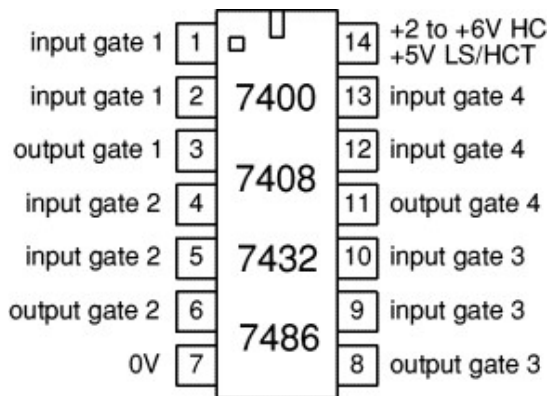 input gate 1 1 14 +2 to +6V HC
+5V LS/HCT
input gate 1 2 7400 13 input gate 4
output gate 1 3 12 input gate 4
7408
input gate 2 4 11 output gate 4
input gate 2 5 7432 10 input gate 3
output gate 2 6 9 input gate 3
7486
0V 7 8 output gate 3